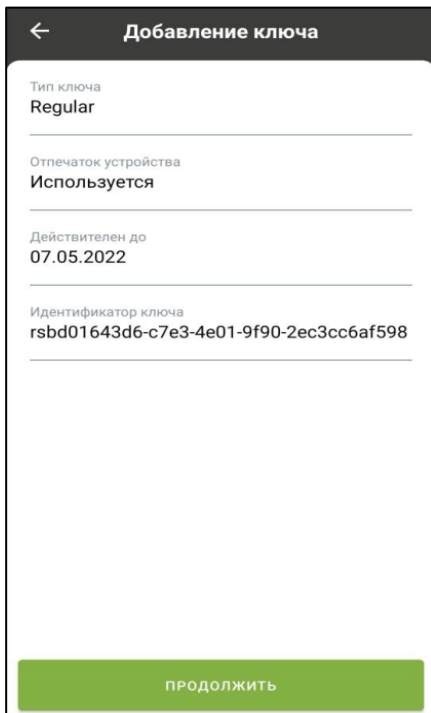 Добавление ключа
Тип ключа
Regular
Отпечаток устройства
Используется
Действителен до
07.05.2022
Идентификатор ключа
rsbd01643d6-c7e3-4e01-9f90-2ec3cc6af598
ПРОДОЛЖИТЬ